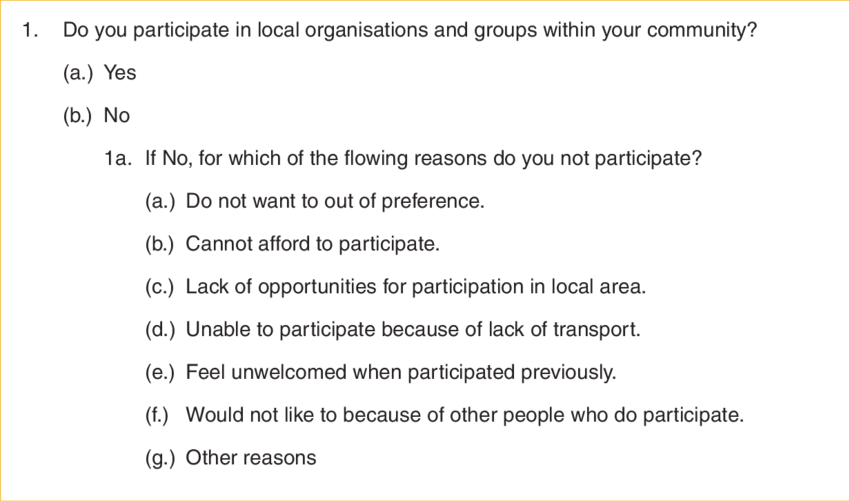 1. Do you participate in local organisations and groups within your community?
(a.) Yes
(b.) No
1a. If No, for which of the flowing reasons do you not participate?
(a.) Do not want to out of preference.
(b.) Cannot afford to participate.
(c.) Lack of opportunities for participation in local area.
(d.) Unable to participate because of lack of transport.
(e.) Feel unwelcomed when participated previously.
(f.) Would not like to because of other people who do participate.
(g.) Other reasons